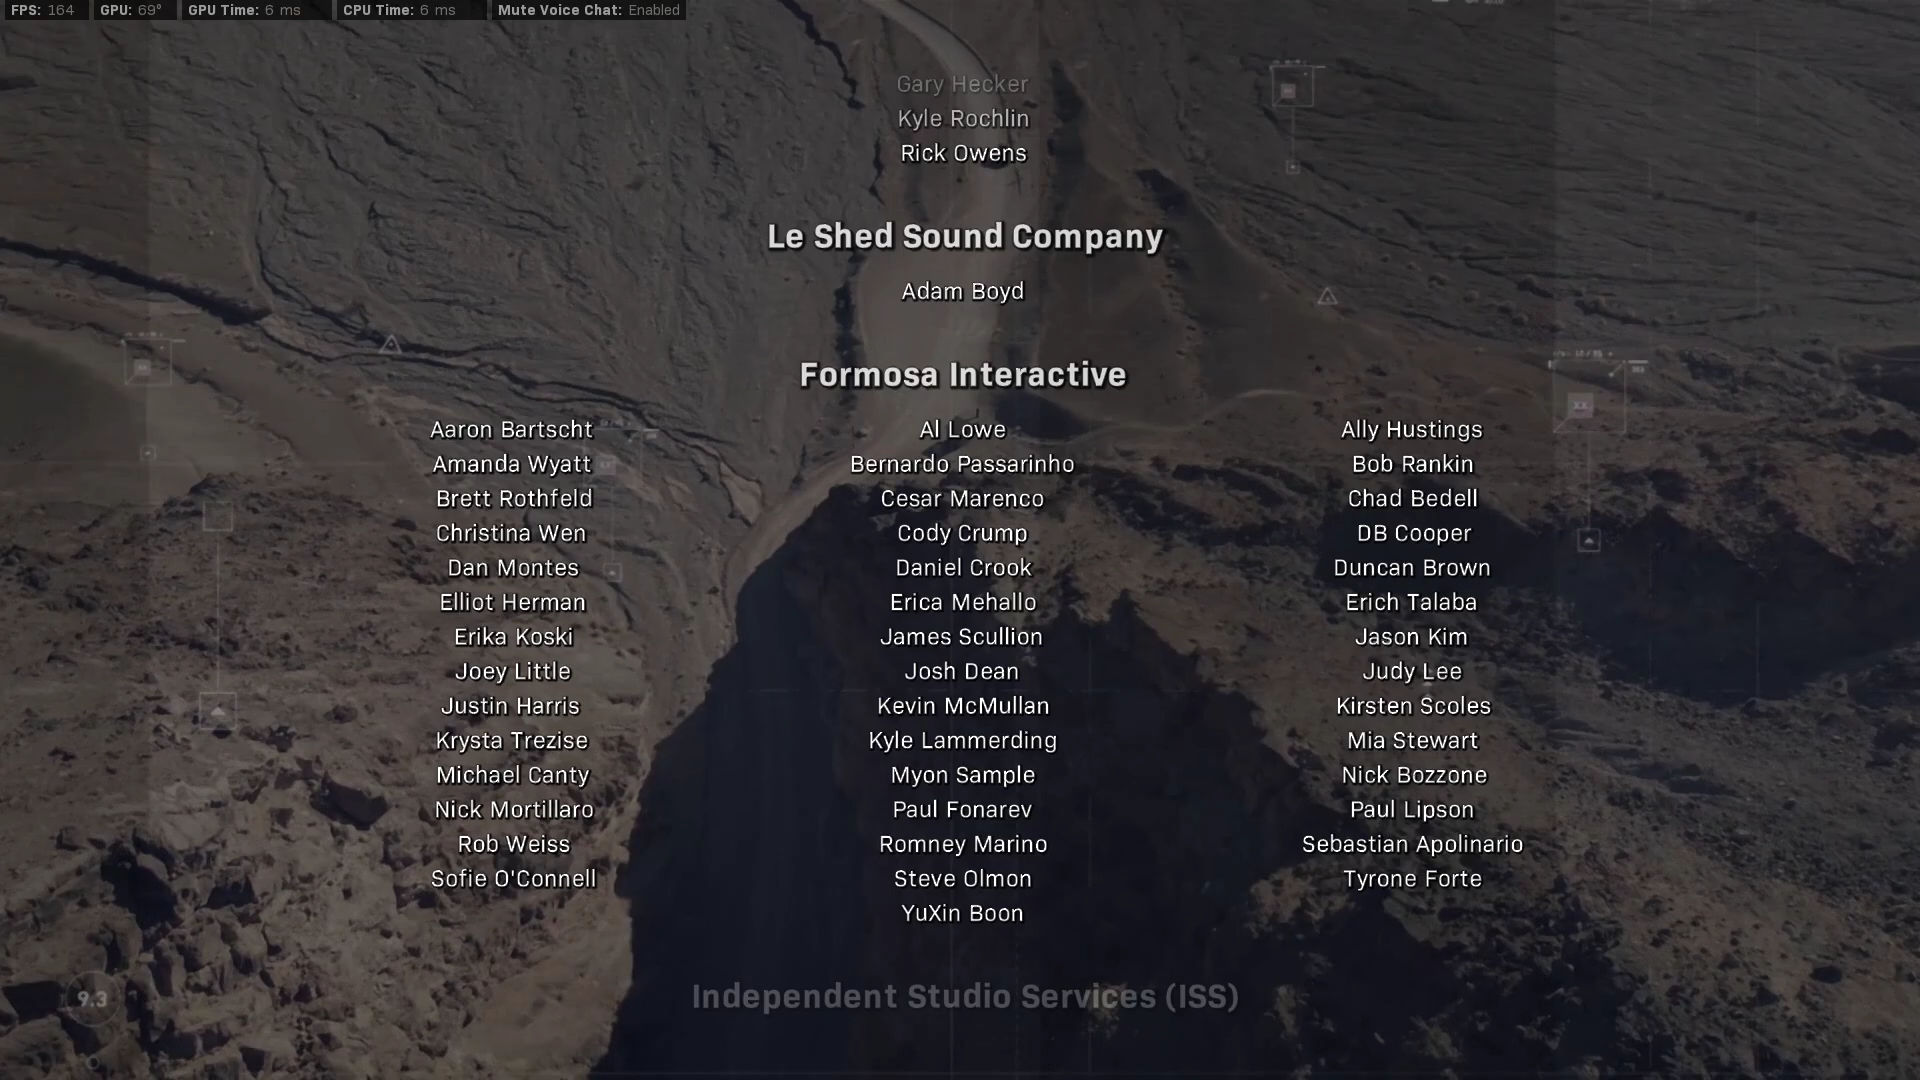 FPS: 164 GPU: 69° GPU Time: 6 ms CPU Time: 6 ms Mute Voice Chat: Enabled
Gary Hecker
Kyle Rochlin
Rick Owens
Le Shed Sound Company
Adam Boyd
Formosa Interactive
Aaron Bartscht Al Lowe Ally Hustings
Amanda Wyatt Bernardo Passarinho Bob Rankin
Brett Rothfeld Cesar Marenco Chad Bedell
Christina Wen Cody Crump DB Cooper
Dan Montes Daniel Crook Duncan Brown
Elliot Herman Erica Mehallo Erich Talaba
Erika Koski James Scullion Jason Kim
Joey Little Josh Dean Judy Lee
Justin Harris Kevin McMullan Kirsten Scoles
Krysta Trezise Kyle Lammerding Mia Stewart
Michael Canty Myon Sample Nick Bozzone
Nick Mortillaro Paul Fonarev Paul Lipson
Rob Weiss Romney Marino Sebastian Apolinario
Sofie O'Connell Steve Olmon Tyrone Forte
YuXin Boon
Independent Studio Services (ISS)
9.3